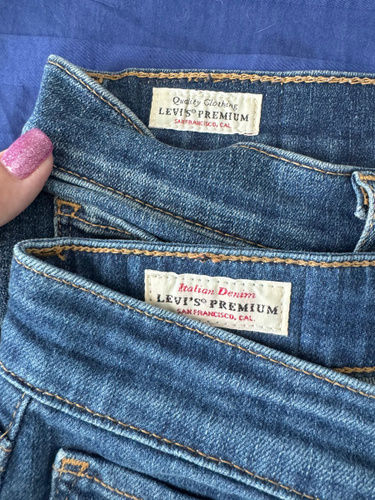 Quality Clothing
LEVI'S® PREMIUM
SAN FRANCISCO, CAL.
Italian Denim
LEVI'S® PREMIUM
SAN FRANCISCO, CAL.